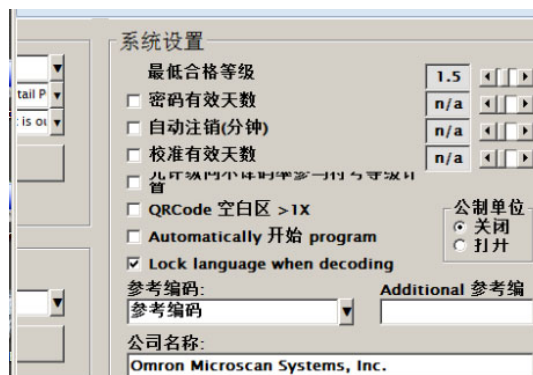 系统设置
最低合格等级 1.5
tail P
密码有效天数 n/a
is ou
自动注销(分钟) n/a
校准有效天数 n/a
QRCode 空白区 >1X
公制单位
关闭
Automatically 开始 program
打开
Lock language when decoding
参考编码:
Additional 参考编
参考编码
公司名称:
Omron Microscan Systems, Inc.